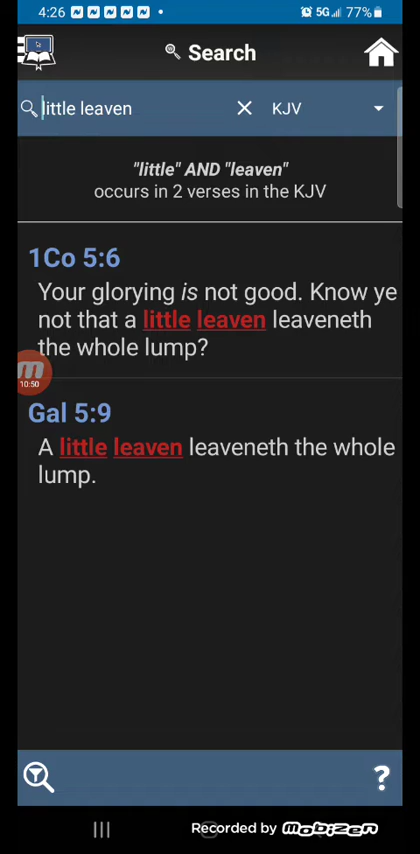 4:26 5G 77%
Search
little leaven KJV
"little" AND "leaven"
occurs in 2 verses in the KJV
1Co 5:6
Your glorying is not good. Know ye
not that a little leaven leaveneth
the whole lump?
10:50
Gal 5:9
A little leaven leaveneth the whole
lump.
?
Recorded by mobizen